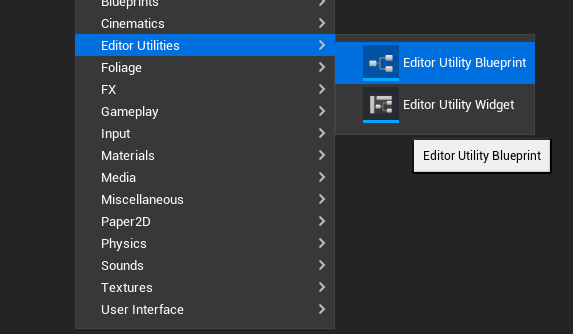 Blueprints
Cinematics
Editor Utilities
Foliage
FX
Gameplay
Input
Materials
Media
Miscellaneous
Paper2D
Physics
Sounds
Textures
User Interface
Editor Utility Blueprint
Editor Utility Widget
Editor Utility Blueprint